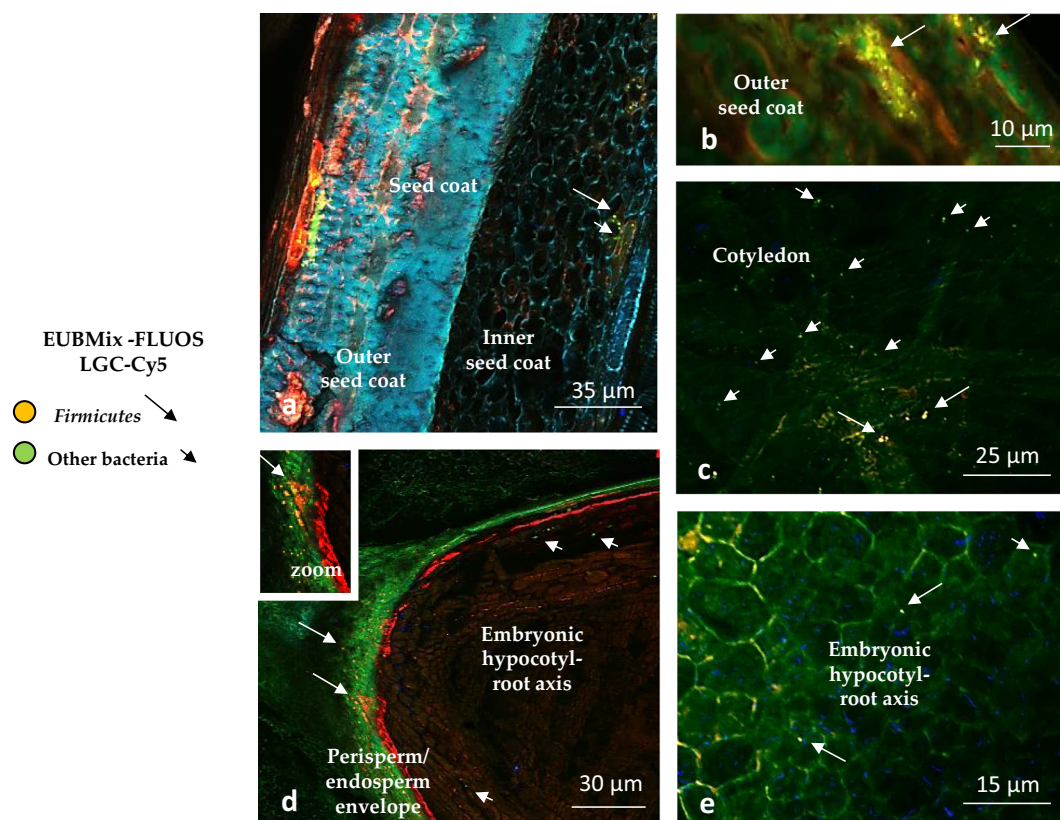 EUBMix -FLUOS
LGC-Cy5
Firmicutes
Other bacteria
Seed coat
Outer
seed coat
Inner
seed coat
a
35 µm
Outer
seed coat
b
10 µm
Cotyledon
c
25 µm
zoom
Embryonic
hypocotyl-
root axis
Perisperm/
endosperm
envelope
d
30 µm
Embryonic
hypocotyl-
root axis
e
15 µm